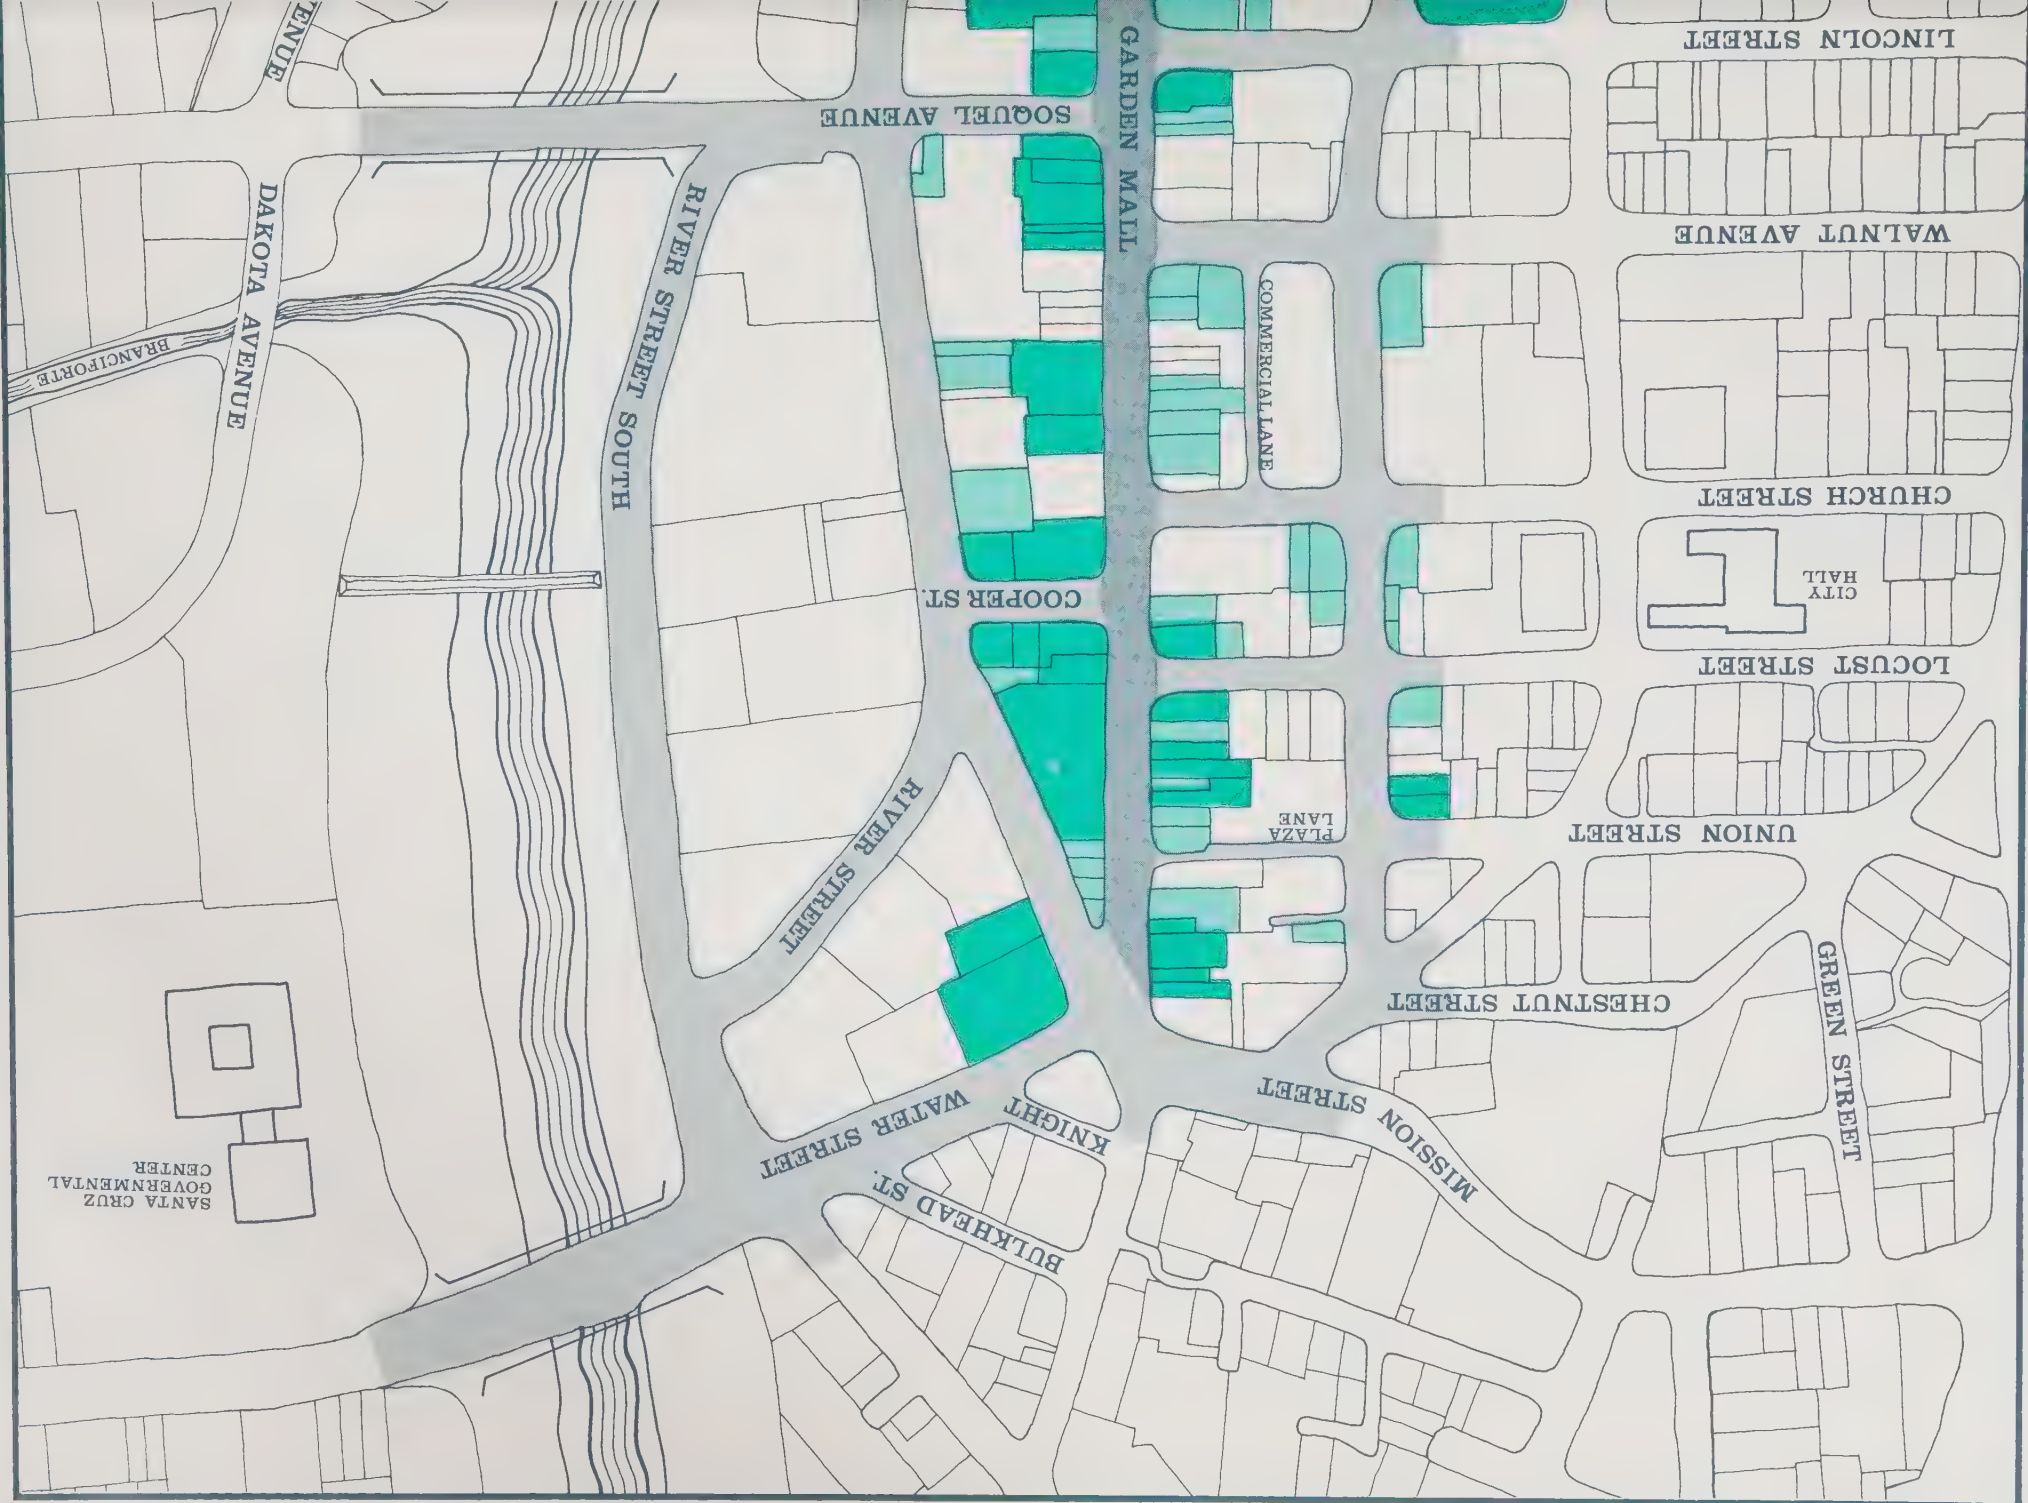 LINCOLN STREET
GARDEN MALL
SOQUEL AVENUE
ENUE
DAKOTA AVENUE
RIVER STREET SOUTH
BRANCIFORTE
WALNUT AVENUE
COMMERCIAL LANE
CHURCH STREET
CITY
HALL
COOPER ST.
LOCUST STREET
PLAZA
LANE
UNION STREET
RIVER STREET
CHESTNUT STREET
GREEN STREET
MISSION STREET
WATER STREET
KNIGHT
BULKHEAD ST.
SANTA CRUZ
GOVERNMENTAL
CENTER